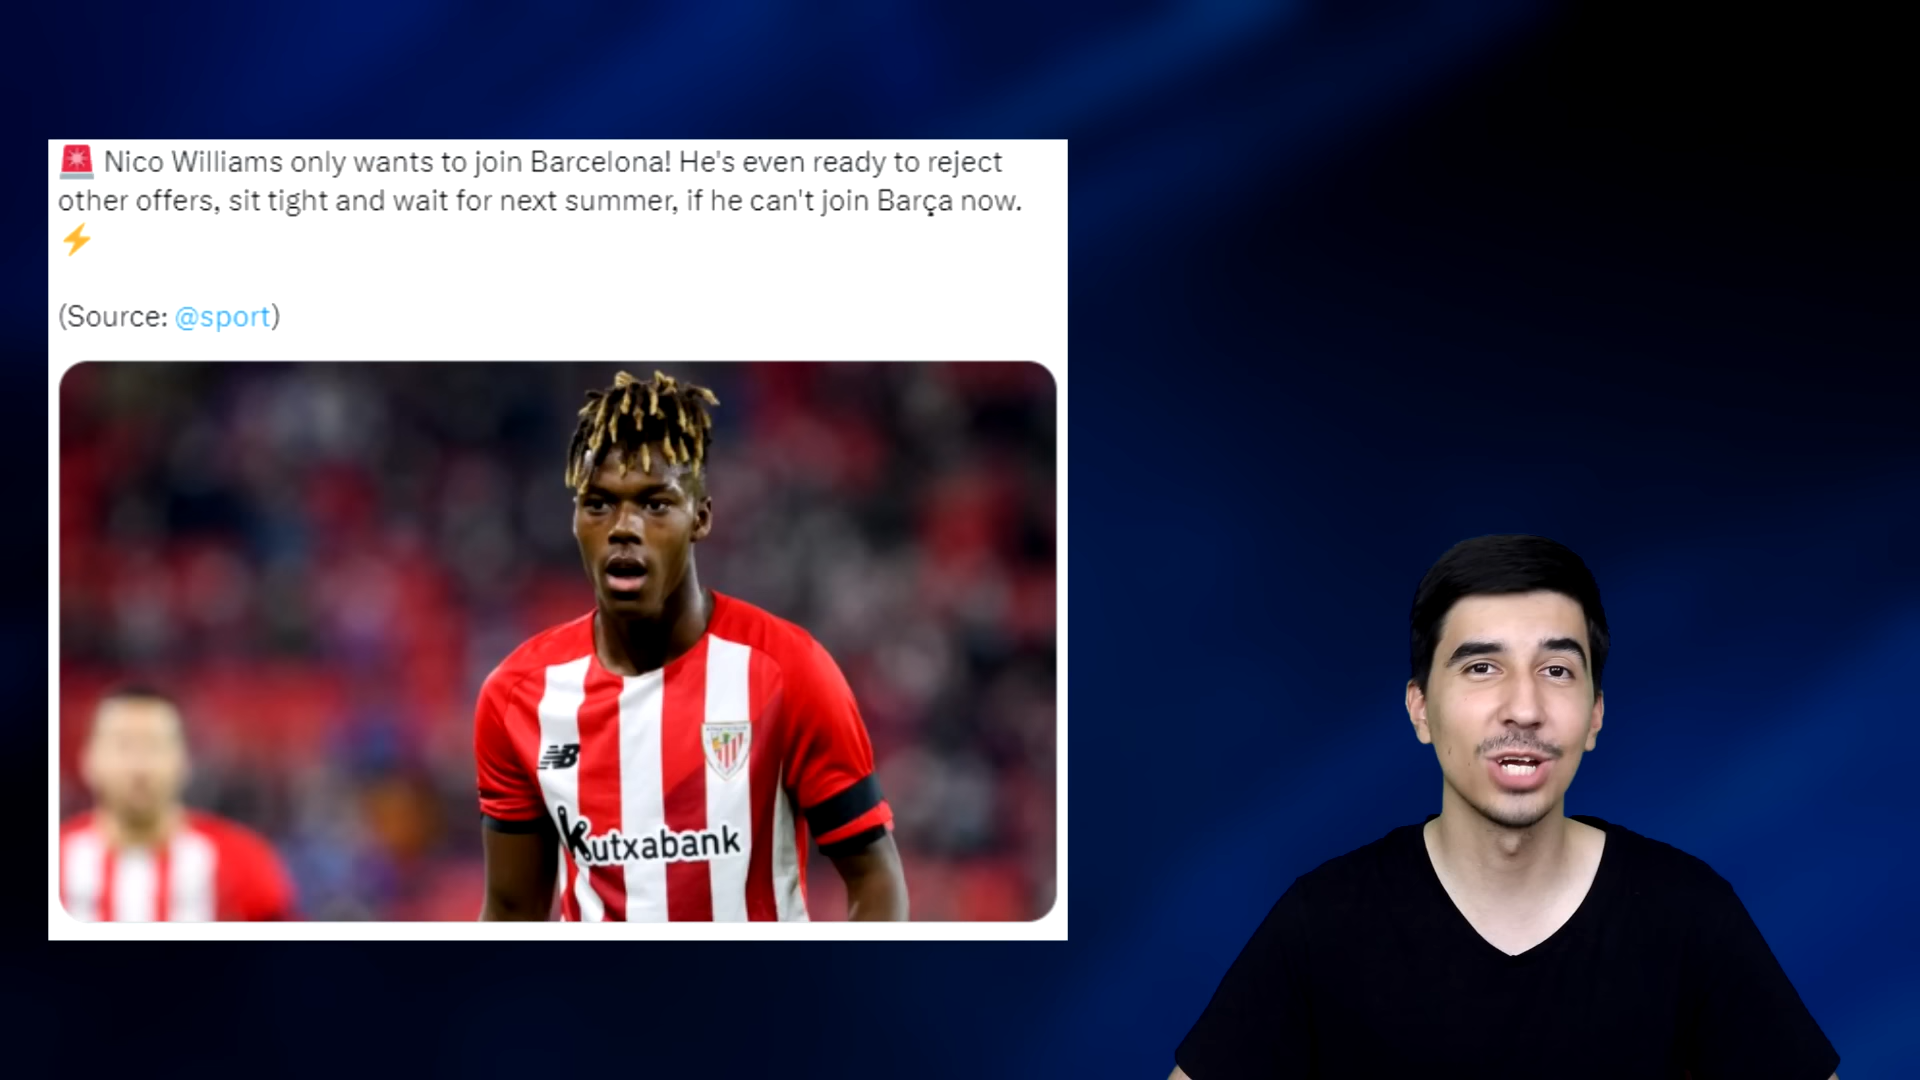 🚨 Nico Williams only wants to join Barcelona! He's even ready to reject
other offers, sit tight and wait for next summer, if he can't join Barça now.
⚡
(Source: @sport)
Kutxabank